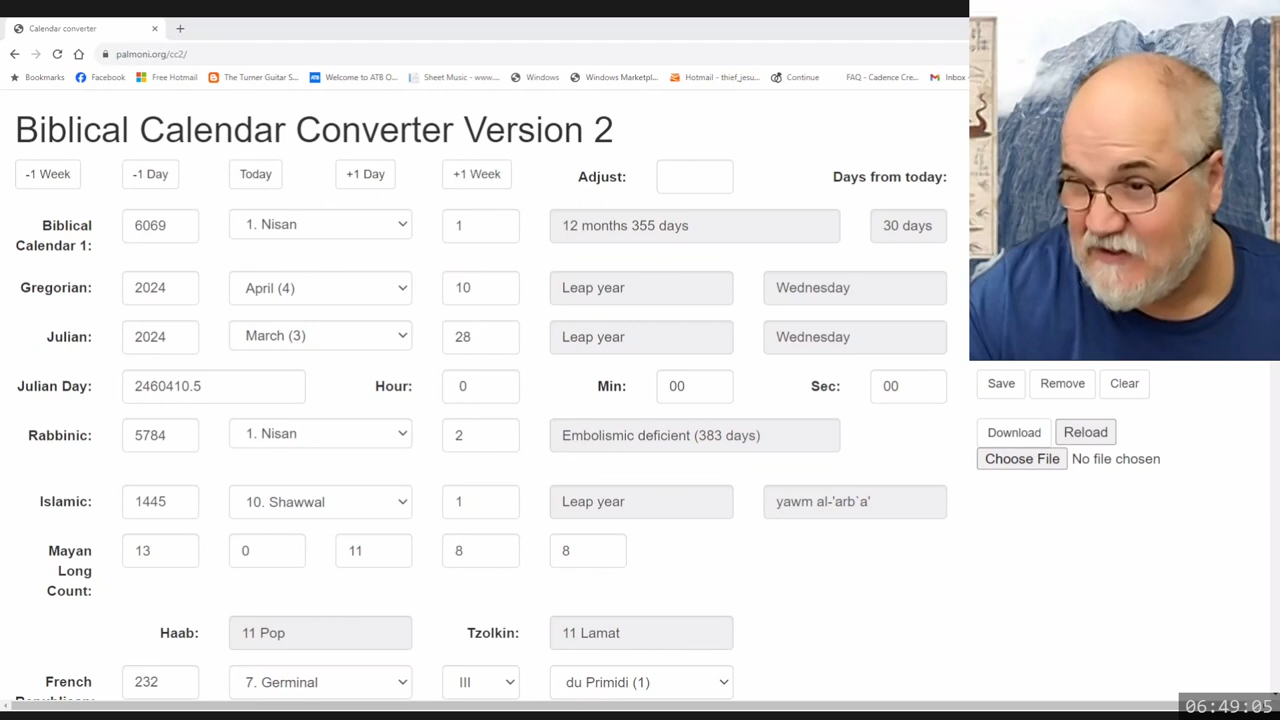 Calendar converter
palmoni.org/cc2/
Bookmarks Facebook Free Hotmail The Turner Guitar S... Welcome to ATB O... Sheet Music - www.... Windows Windows Marketpl... Hotmail - thief_jesu... Continue FAQ - Cadence Cre... Inbox
Biblical Calendar Converter Version 2
-1 Week -1 Day Today +1 Day +1 Week Adjust: Days from today:
Biblical Calendar 1: 6069 1. Nisan 1 12 months 355 days 30 days
Gregorian: 2024 April (4) 10 Leap year Wednesday
Julian: 2024 March (3) 28 Leap year Wednesday
Julian Day: 2460410.5 Hour: 0 Min: 00 Sec: 00
Save Remove Clear
Rabbinic: 5784 1. Nisan 2 Embolismic deficient (383 days)
Download Reload
Choose File No file chosen
Islamic: 1445 10. Shawwal 1 Leap year yawm al-'arb`a'
Mayan Long Count: 13 0 11 8 8
Haab: 11 Pop Tzolkin: 11 Lamat
French 232 7. Germinal III du Primidi (1)
06:49:05